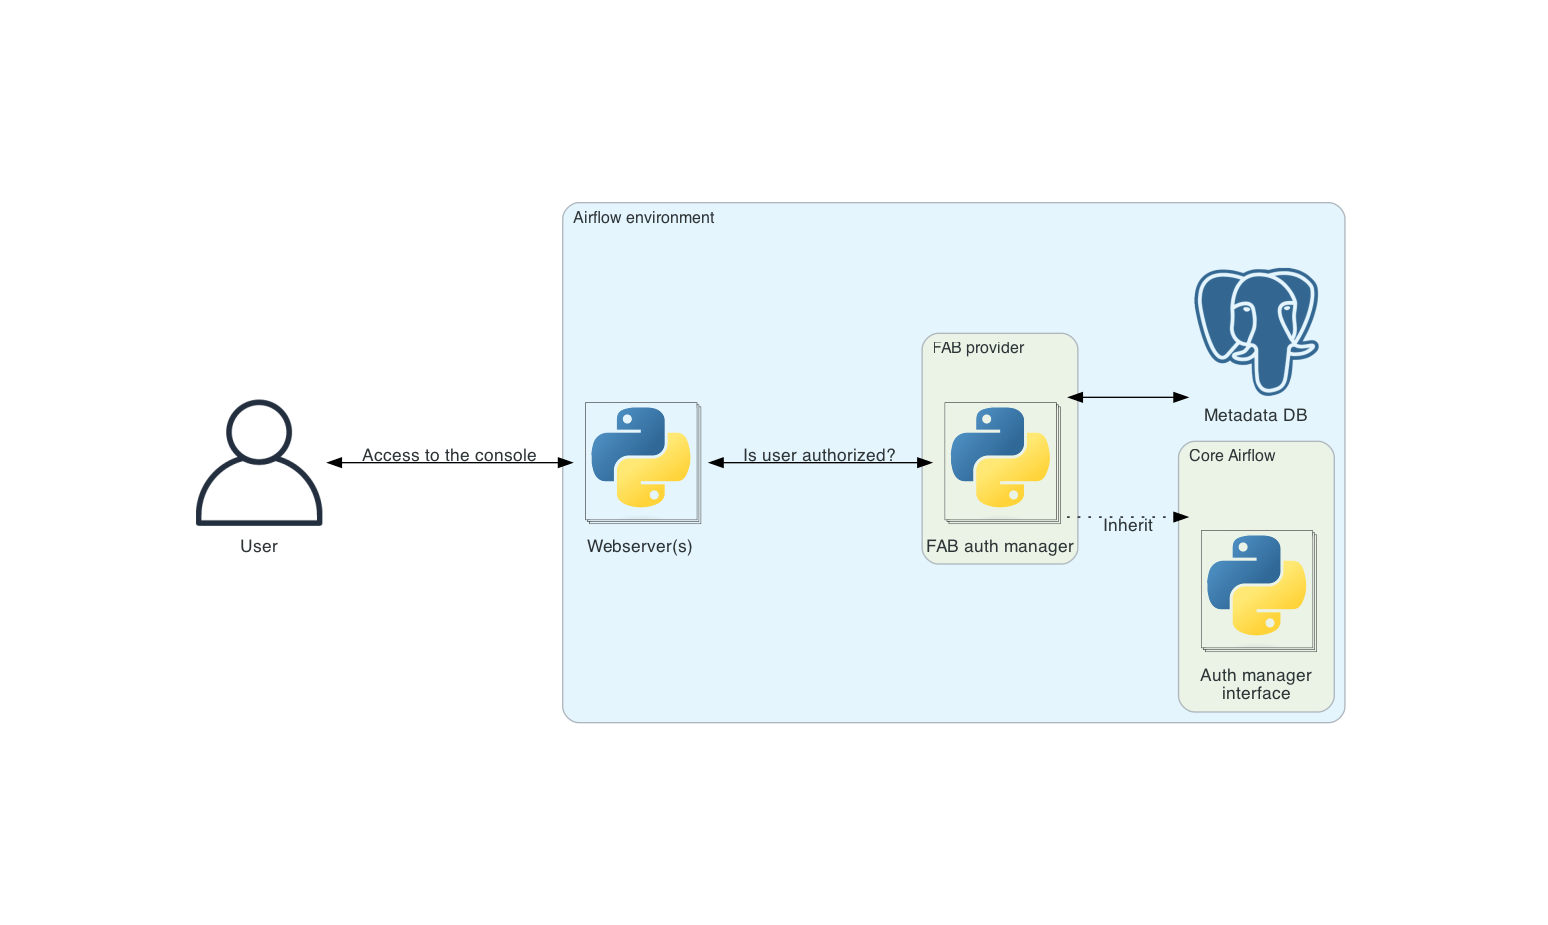 Airflow environment
FAB provider
Metadata DB
Access to the console
Is user authorized?
Core Airflow
Inherit
User
Webserver(s)
FAB auth manager
Auth manager
interface